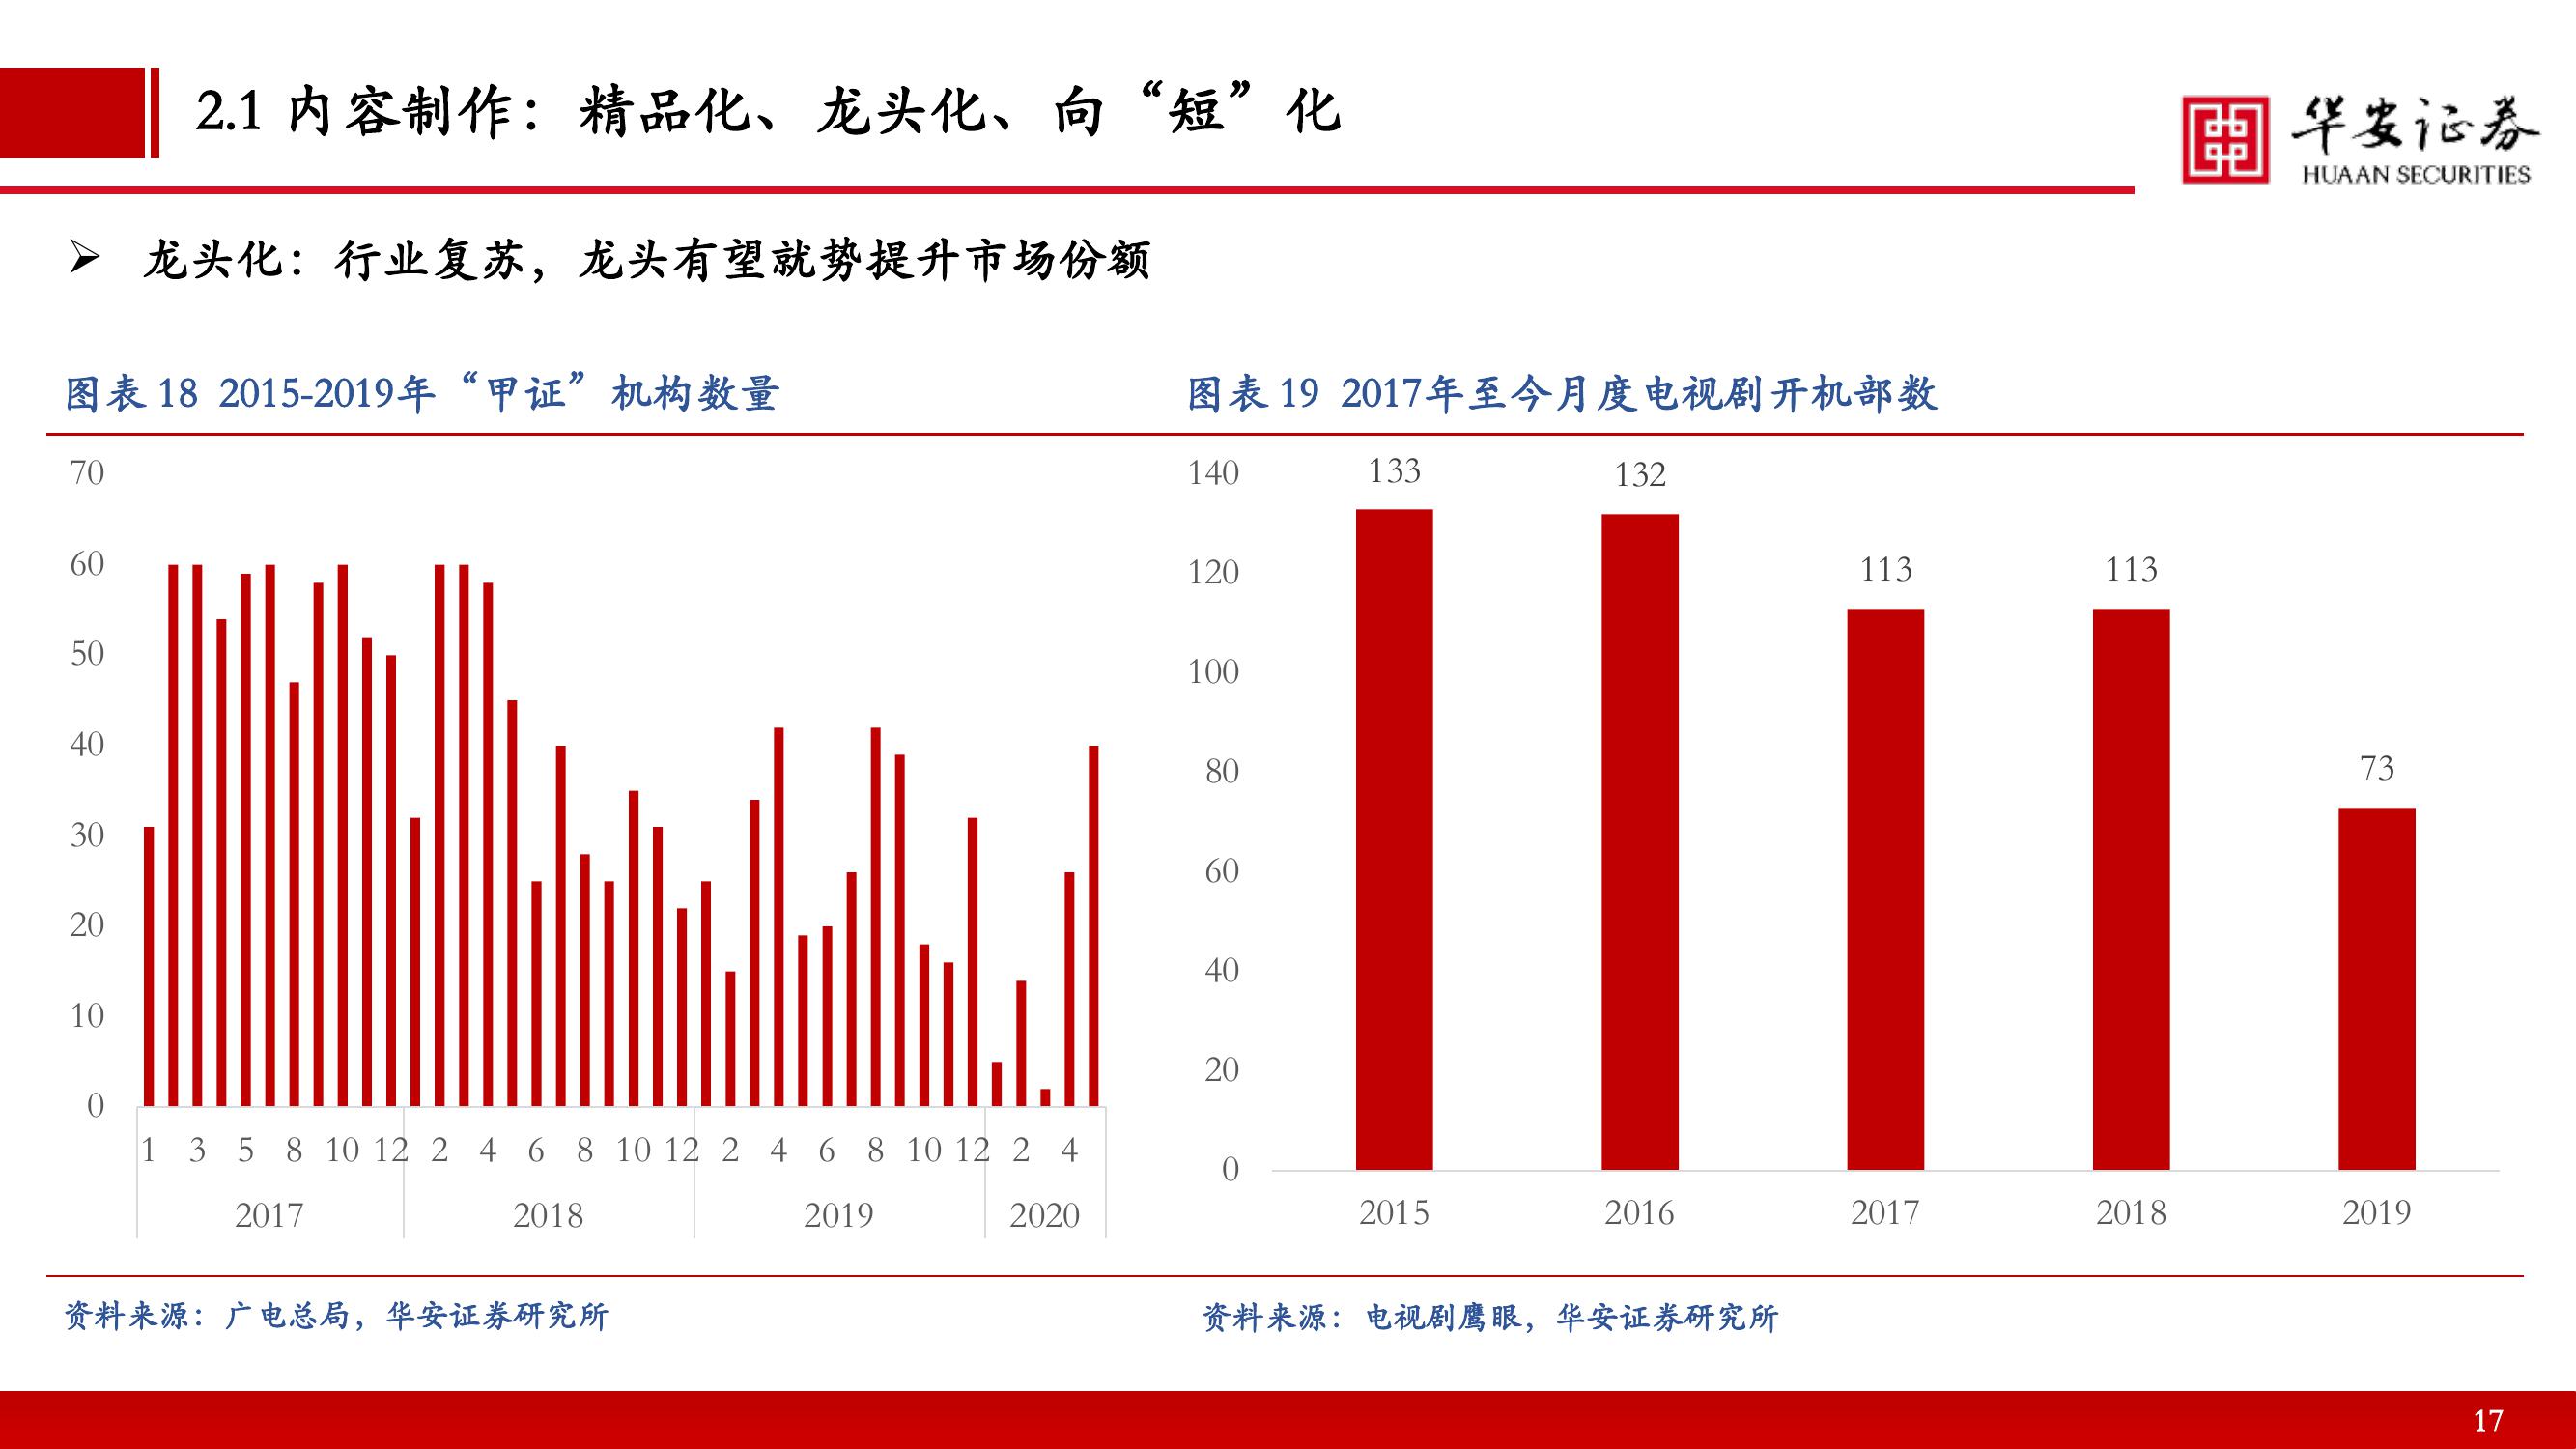 2.1 内容制作：精品化、龙头化、向“短”化
华安证券
HUAAN SECURITIES
龙头化：行业复苏，龙头有望就势提升市场份额
图表 18 2015-2019年“甲证”机构数量
70
60
50
40
30
20
10
0
1 3 5 8 10 12 2 4 6 8 10 12 2 4 6 8 10 12 2 4
2017 2018 2019 2020
资料来源：广电总局，华安证券研究所
图表 19 2017年至今月度电视剧开机部数
140
120
100
80
60
40
20
0
133 132 113 113 73
2015 2016 2017 2018 2019
资料来源：电视剧鹰眼，华安证券研究所
17